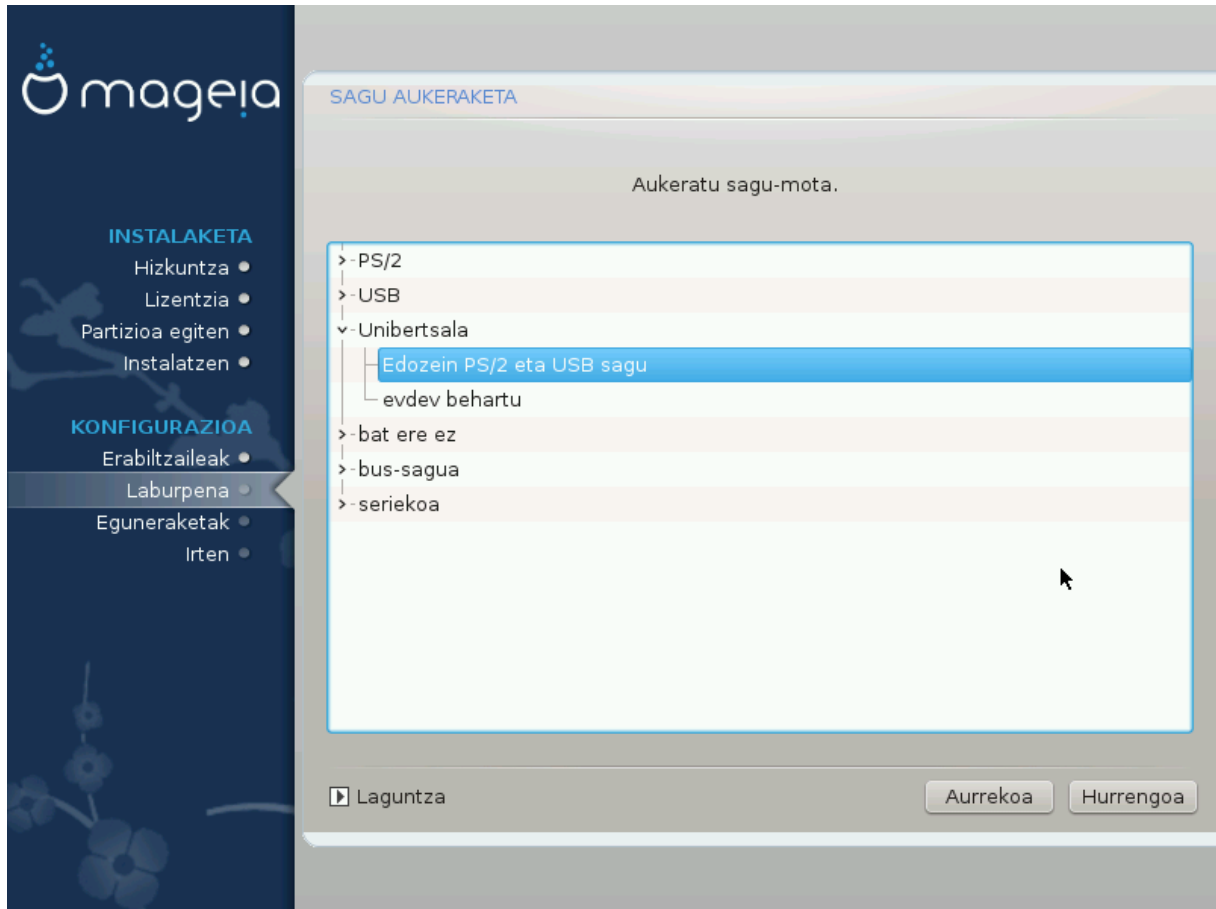 mageia
INSTALAKETA
Hizkuntza
Lizentzia
Partizioa egiten
Instalatzen
KONFIGURAZIOA
Erabiltzaileak
Laburpena
Eguneraketak
Irten
SAGU AUKERAKETA
Aukeratu sagu-mota.
PS/2
USB
Unibertsala
Edozein PS/2 eta USB sagu
evdev behartu
bat ere ez
bus-sagua
seriekoa
Laguntza
Aurrekoa
Hurrengoa